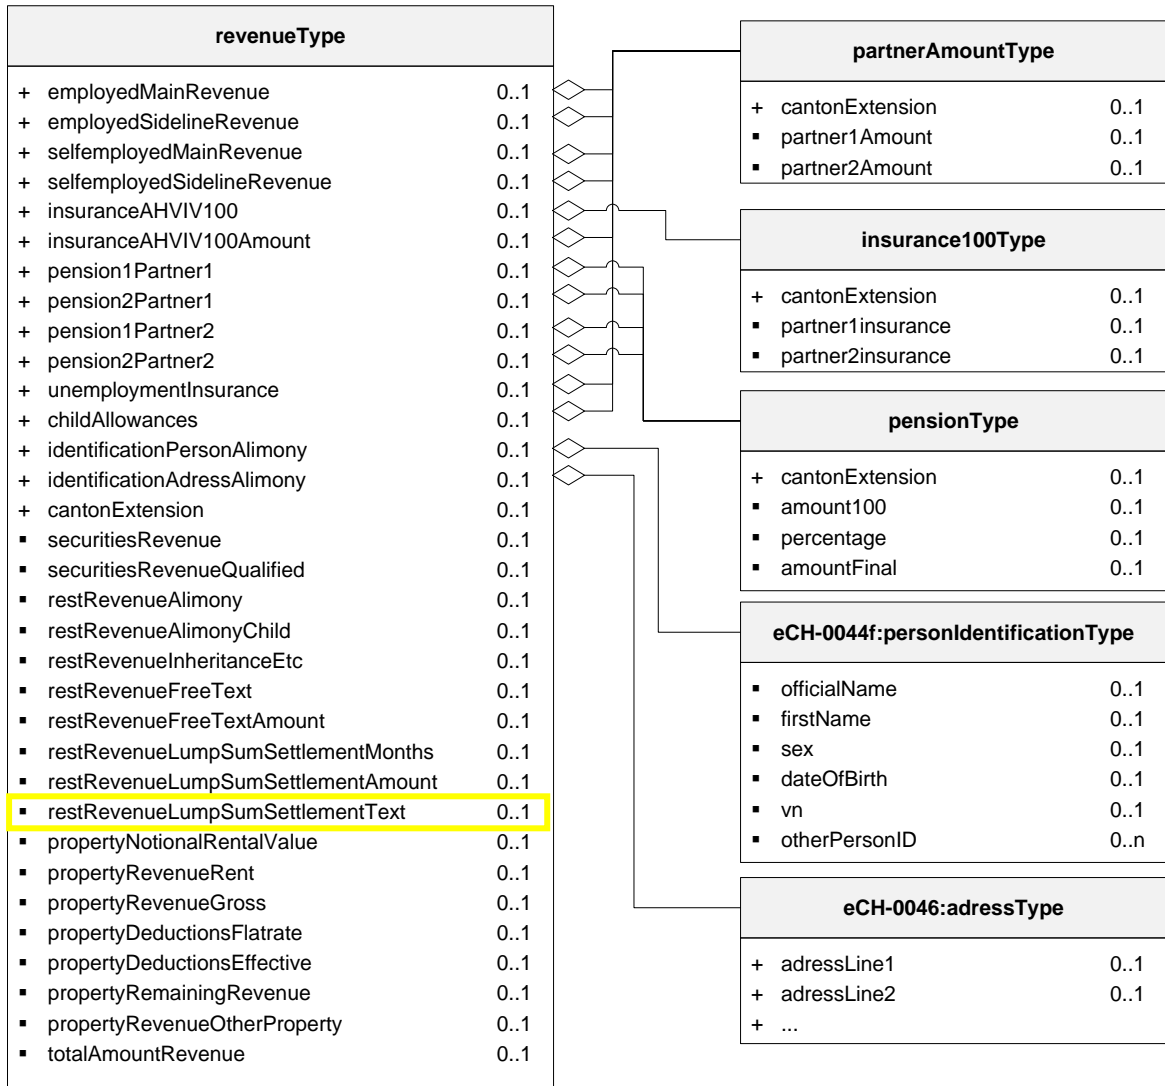 revenueType
+ employedMainRevenue 0..1
+ employedSidelineRevenue 0..1
+ selfemployedMainRevenue 0..1
+ selfemployedSidelineRevenue 0..1
+ insuranceAHVIV100 0..1
+ insuranceAHVIV100Amount 0..1
+ pension1Partner1 0..1
+ pension2Partner1 0..1
+ pension1Partner2 0..1
+ pension2Partner2 0..1
+ unemploymentInsurance 0..1
+ childAllowances 0..1
+ identificationPersonAlimony 0..1
+ identificationAdressAlimony 0..1
+ cantonExtension 0..1
▪ securitiesRevenue 0..1
▪ securitiesRevenueQualified 0..1
▪ restRevenueAlimony 0..1
▪ restRevenueAlimonyChild 0..1
▪ restRevenueInheritanceEtc 0..1
▪ restRevenueFreeText 0..1
▪ restRevenueFreeTextAmount 0..1
▪ restRevenueLumpSumSettlementMonths 0..1
▪ restRevenueLumpSumSettlementAmount 0..1
▪ restRevenueLumpSumSettlementText 0..1
▪ propertyNotionalRentalValue 0..1
▪ propertyRevenueRent 0..1
▪ propertyRevenueGross 0..1
▪ propertyDeductionsFlatrate 0..1
▪ propertyDeductionsEffective 0..1
▪ propertyRemainingRevenue 0..1
▪ propertyRevenueOtherProperty 0..1
▪ totalAmountRevenue 0..1
partnerAmountType
+ cantonExtension 0..1
▪ partner1Amount 0..1
▪ partner2Amount 0..1
insurance100Type
+ cantonExtension 0..1
▪ partner1insurance 0..1
▪ partner2insurance 0..1
pensionType
+ cantonExtension 0..1
▪ amount100 0..1
▪ percentage 0..1
▪ amountFinal 0..1
eCH-0044f:personIdentificationType
▪ officialName 0..1
▪ firstName 0..1
▪ sex 0..1
▪ dateOfBirth 0..1
▪ vn 0..1
▪ otherPersonID 0..n
eCH-0046:adressType
+ adressLine1 0..1
+ adressLine2 0..1
+ ...